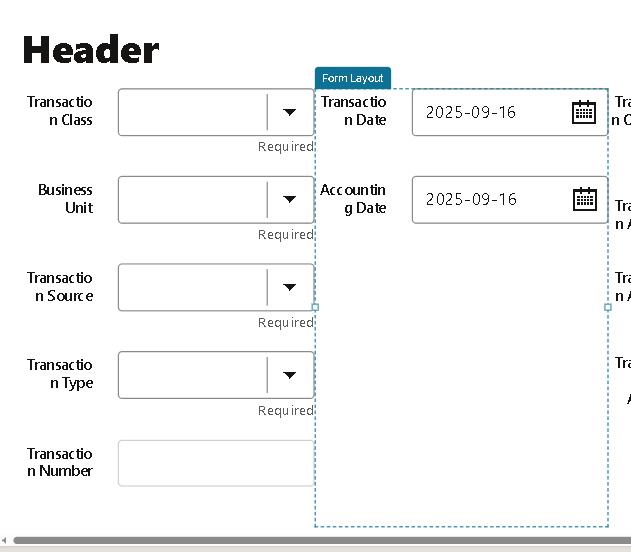 Header
Form Layout
Transactio
n Class
Required
Transactio
n Date
2025-09-16
Business
Unit
Required
Accountin
g Date
2025-09-16
Transactio
n Source
Required
Transactio
n Type
Required
Transactio
n Number
Tra
n C
Tra
n A
Tra
n A
Tra
A